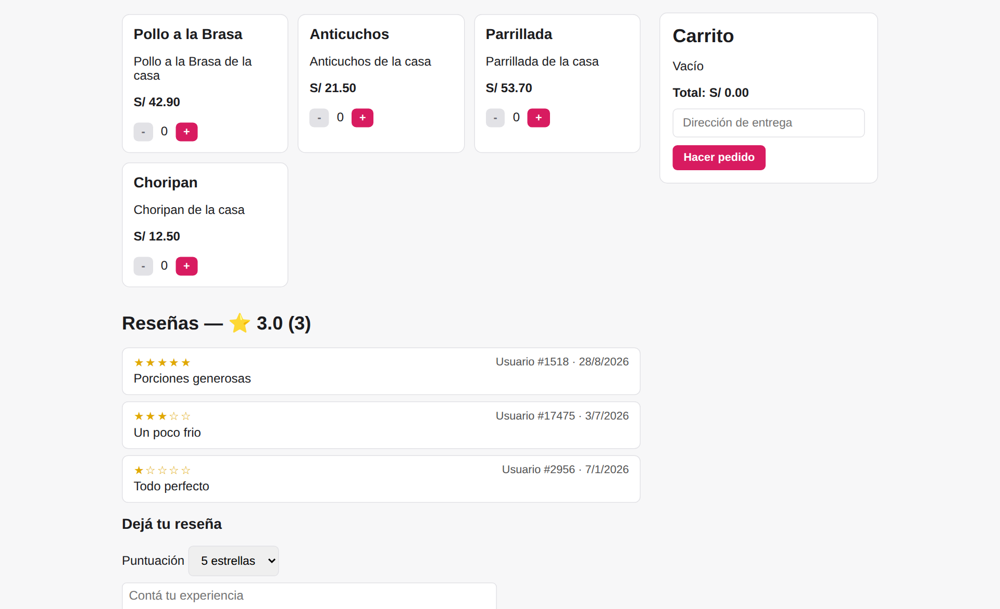 Pollo a la Brasa
Pollo a la Brasa de la
casa
S/ 42.90
- 0 +
Anticuchos
Anticuchos de la casa
S/ 21.50
- 0 +
Parrillada
Parrillada de la casa
S/ 53.70
- 0 +
Choripan
Choripan de la casa
S/ 12.50
- 0 +
Carrito
Vacío
Total: S/ 0.00
Dirección de entrega
Hacer pedido
Reseñas — ⭐ 3.0 (3)
★★★★★ Usuario #1518 · 28/8/2026
Porciones generosas
★★★☆☆ Usuario #17475 · 3/7/2026
Un poco frio
★☆☆☆☆ Usuario #2956 · 7/1/2026
Todo perfecto
Dejá tu reseña
Puntuación 5 estrellas
Contá tu experiencia